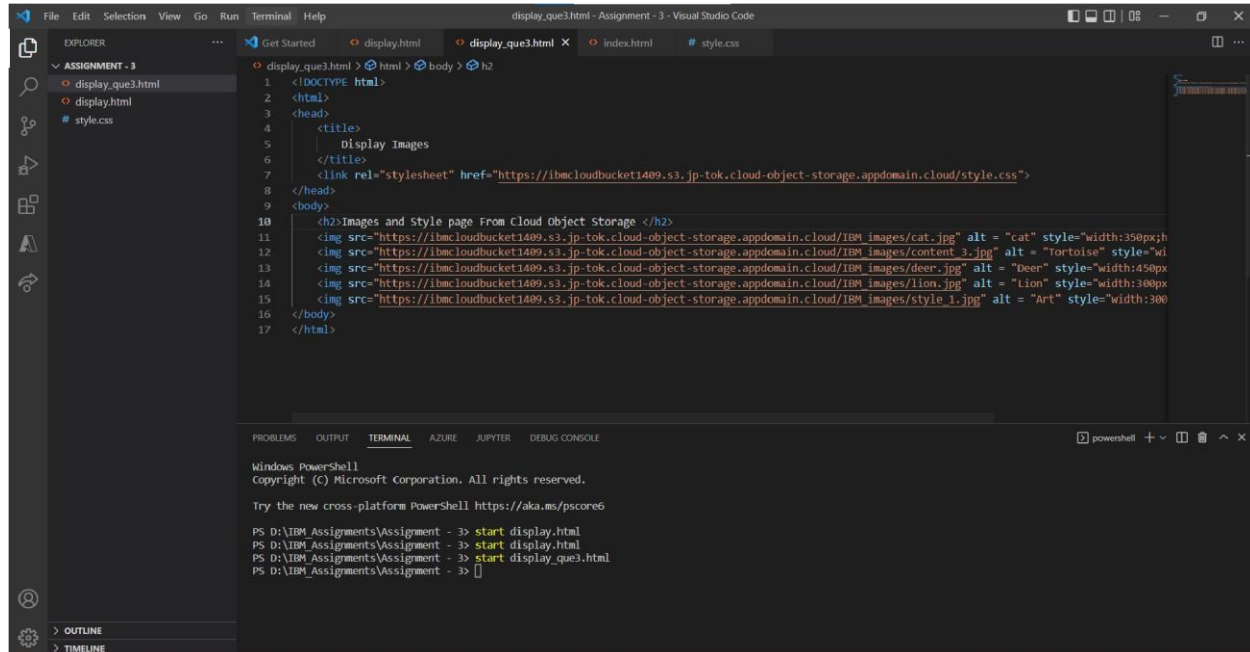 File Edit Selection View Go Run Terminal Help
display_que3.html - Assignment - 3 - Visual Studio Code
EXPLORER
ASSIGNMENT - 3
display_que3.html
display.html
# style.css
OUTLINE
TIMELINE
Get Started display.html display_que3.html index.html # style.css
display_que3.html > html > body > h2
1 <!DOCTYPE html>
2 <html>
3 <head>
4 <title>
5 Display Images
6 </title>
7 <link rel="stylesheet" href="https://ibmcloudbucket1409.s3.jp-tok.cloud-object-storage.appdomain.cloud/style.css">
8 </head>
9 <body>
10 <h2>Images and Style page From Cloud Object Storage </h2>
11 <img src="https://ibmcloudbucket1409.s3.jp-tok.cloud-object-storage.appdomain.cloud/IBM_images/cat.jpg" alt = "cat" style="width:350px;h
12 <img src="https://ibmcloudbucket1409.s3.jp-tok.cloud-object-storage.appdomain.cloud/IBM_images/content_3.jpg" alt = "Tortoise" style="wi
13 <img src="https://ibmcloudbucket1409.s3.jp-tok.cloud-object-storage.appdomain.cloud/IBM_images/deer.jpg" alt = "Deer" style="width:450px
14 <img src="https://ibmcloudbucket1409.s3.jp-tok.cloud-object-storage.appdomain.cloud/IBM_images/lion.jpg" alt = "Lion" style="width:300px
15 <img src="https://ibmcloudbucket1409.s3.jp-tok.cloud-object-storage.appdomain.cloud/IBM_images/style_1.jpg" alt = "Art" style="width:300
16 </body>
17 </html>
PROBLEMS OUTPUT TERMINAL AZURE JUPYTER DEBUG CONSOLE
powershell
Windows PowerShell
Copyright (C) Microsoft Corporation. All rights reserved.
Try the new cross-platform PowerShell https://aka.ms/pscore6
PS D:\IBM_Assignments\Assignment - 3> start display.html
PS D:\IBM_Assignments\Assignment - 3> start display.html
PS D:\IBM_Assignments\Assignment - 3> start display_que3.html
PS D:\IBM_Assignments\Assignment - 3>